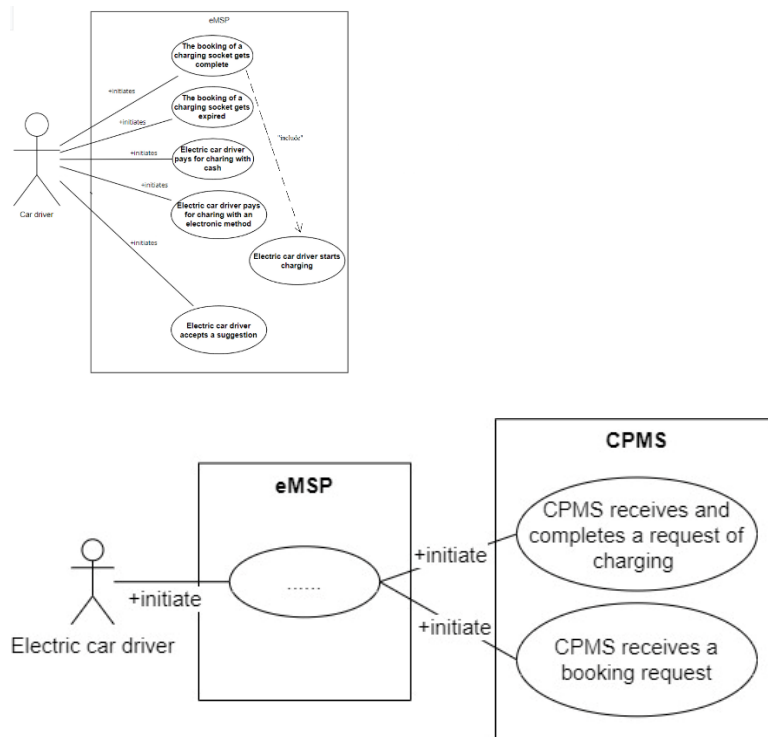 eMSP
The booking of a
charging socket gets
complete
+initiates
The booking of a
charging socket gets
expired
+initiates
"include"
Electric car driver
pays for charing with
cash
+initiates
Electric car driver pays
for charing with an
electronic method
+initiates
Car driver
+initiates
Electric car driver starts
charging
Electric car driver
accepts a suggestion
CPMS
eMSP
CPMS receives and
completes a request of
charging
+initiate
......
+initiate
+initiate
Electric car driver
CPMS receives a
booking request